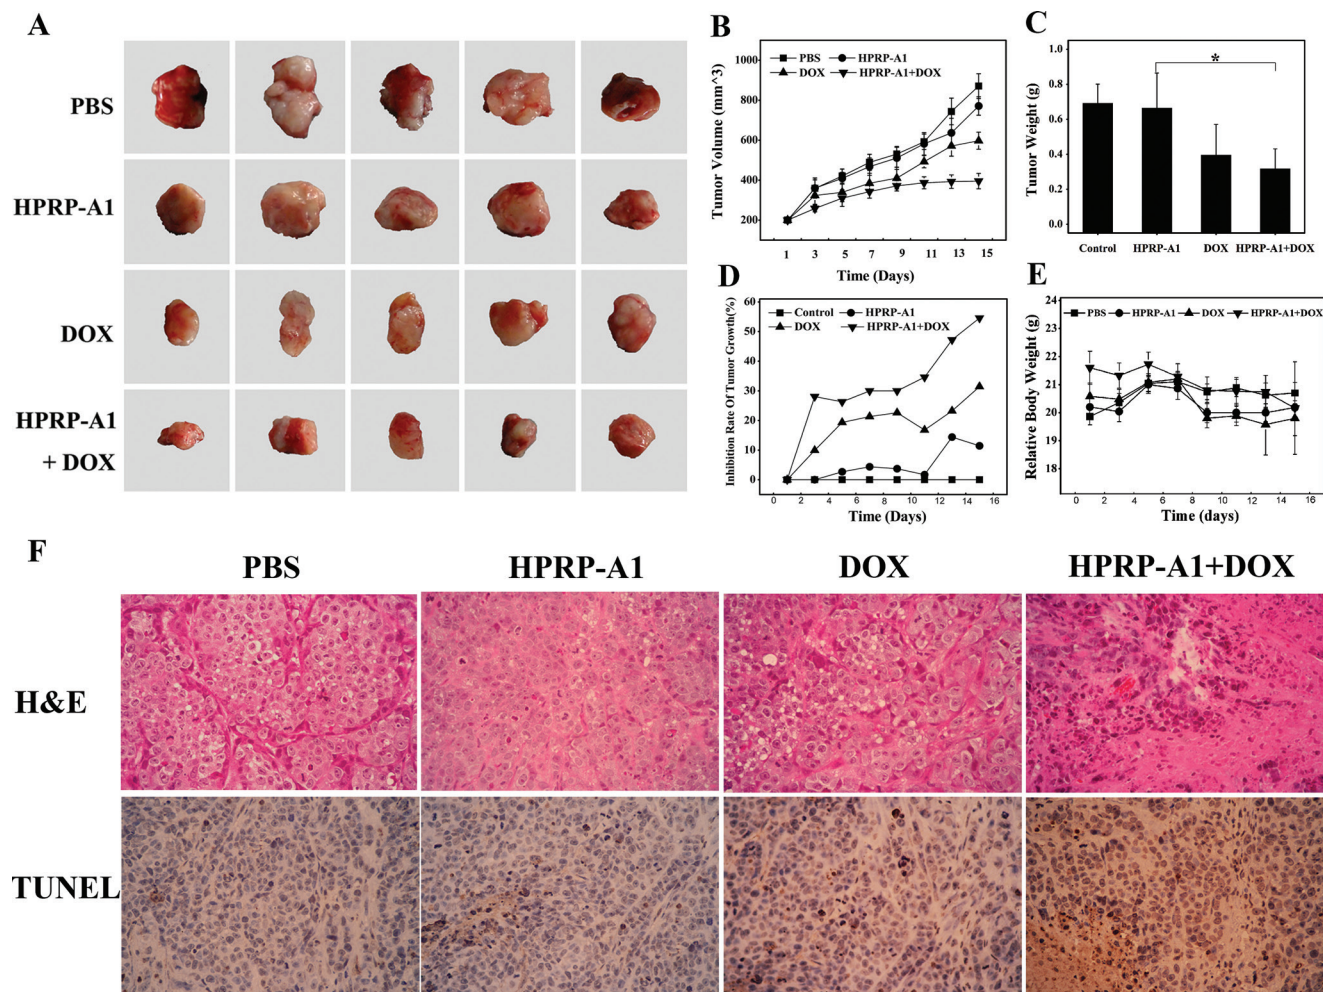 A
PBS
HPRP-A1
DOX
HPRP-A1
+ DOX
B
Tumor Volume (mm^3)
1000
800
600
400
200
PBS HPRP-A1
DOX HPRP-A1+DOX
1 3 5 7 9 11 13 15
Time (Days)
C
Tumor Weight (g)
1.0
0.8
0.6
0.4
0.2
0.0
*
Control HPRP-A1 DOX HPRP-A1+DOX
D
Inhibition Rate Of Tumor Growth(%)
60
50
40
30
20
10
0
Control HPRP-A1
DOX HPRP-A1+DOX
0 2 4 6 8 10 12 14 16
Time (Days)
E
Relative Body Weight (g)
24
23
22
21
20
19
18
PBS HPRP-A1 DOX HPRP-A1+DOX
0 2 4 6 8 10 12 14 16
Time (days)
F
PBS HPRP-A1 DOX HPRP-A1+DOX
H&E
TUNEL